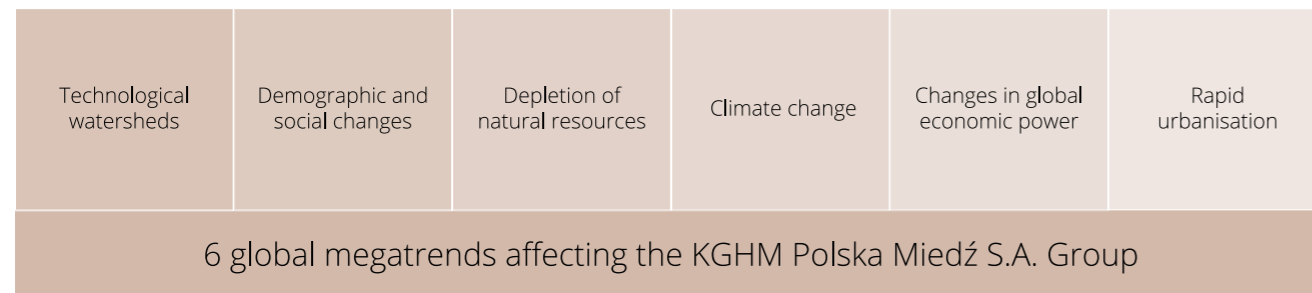 Technological
watersheds
Demographic and
social changes
Depletion of
natural resources
Climate change
Changes in global
economic power
Rapid
urbanisation
6 global megatrends affecting the KGHM Polska Miedź S.A. Group